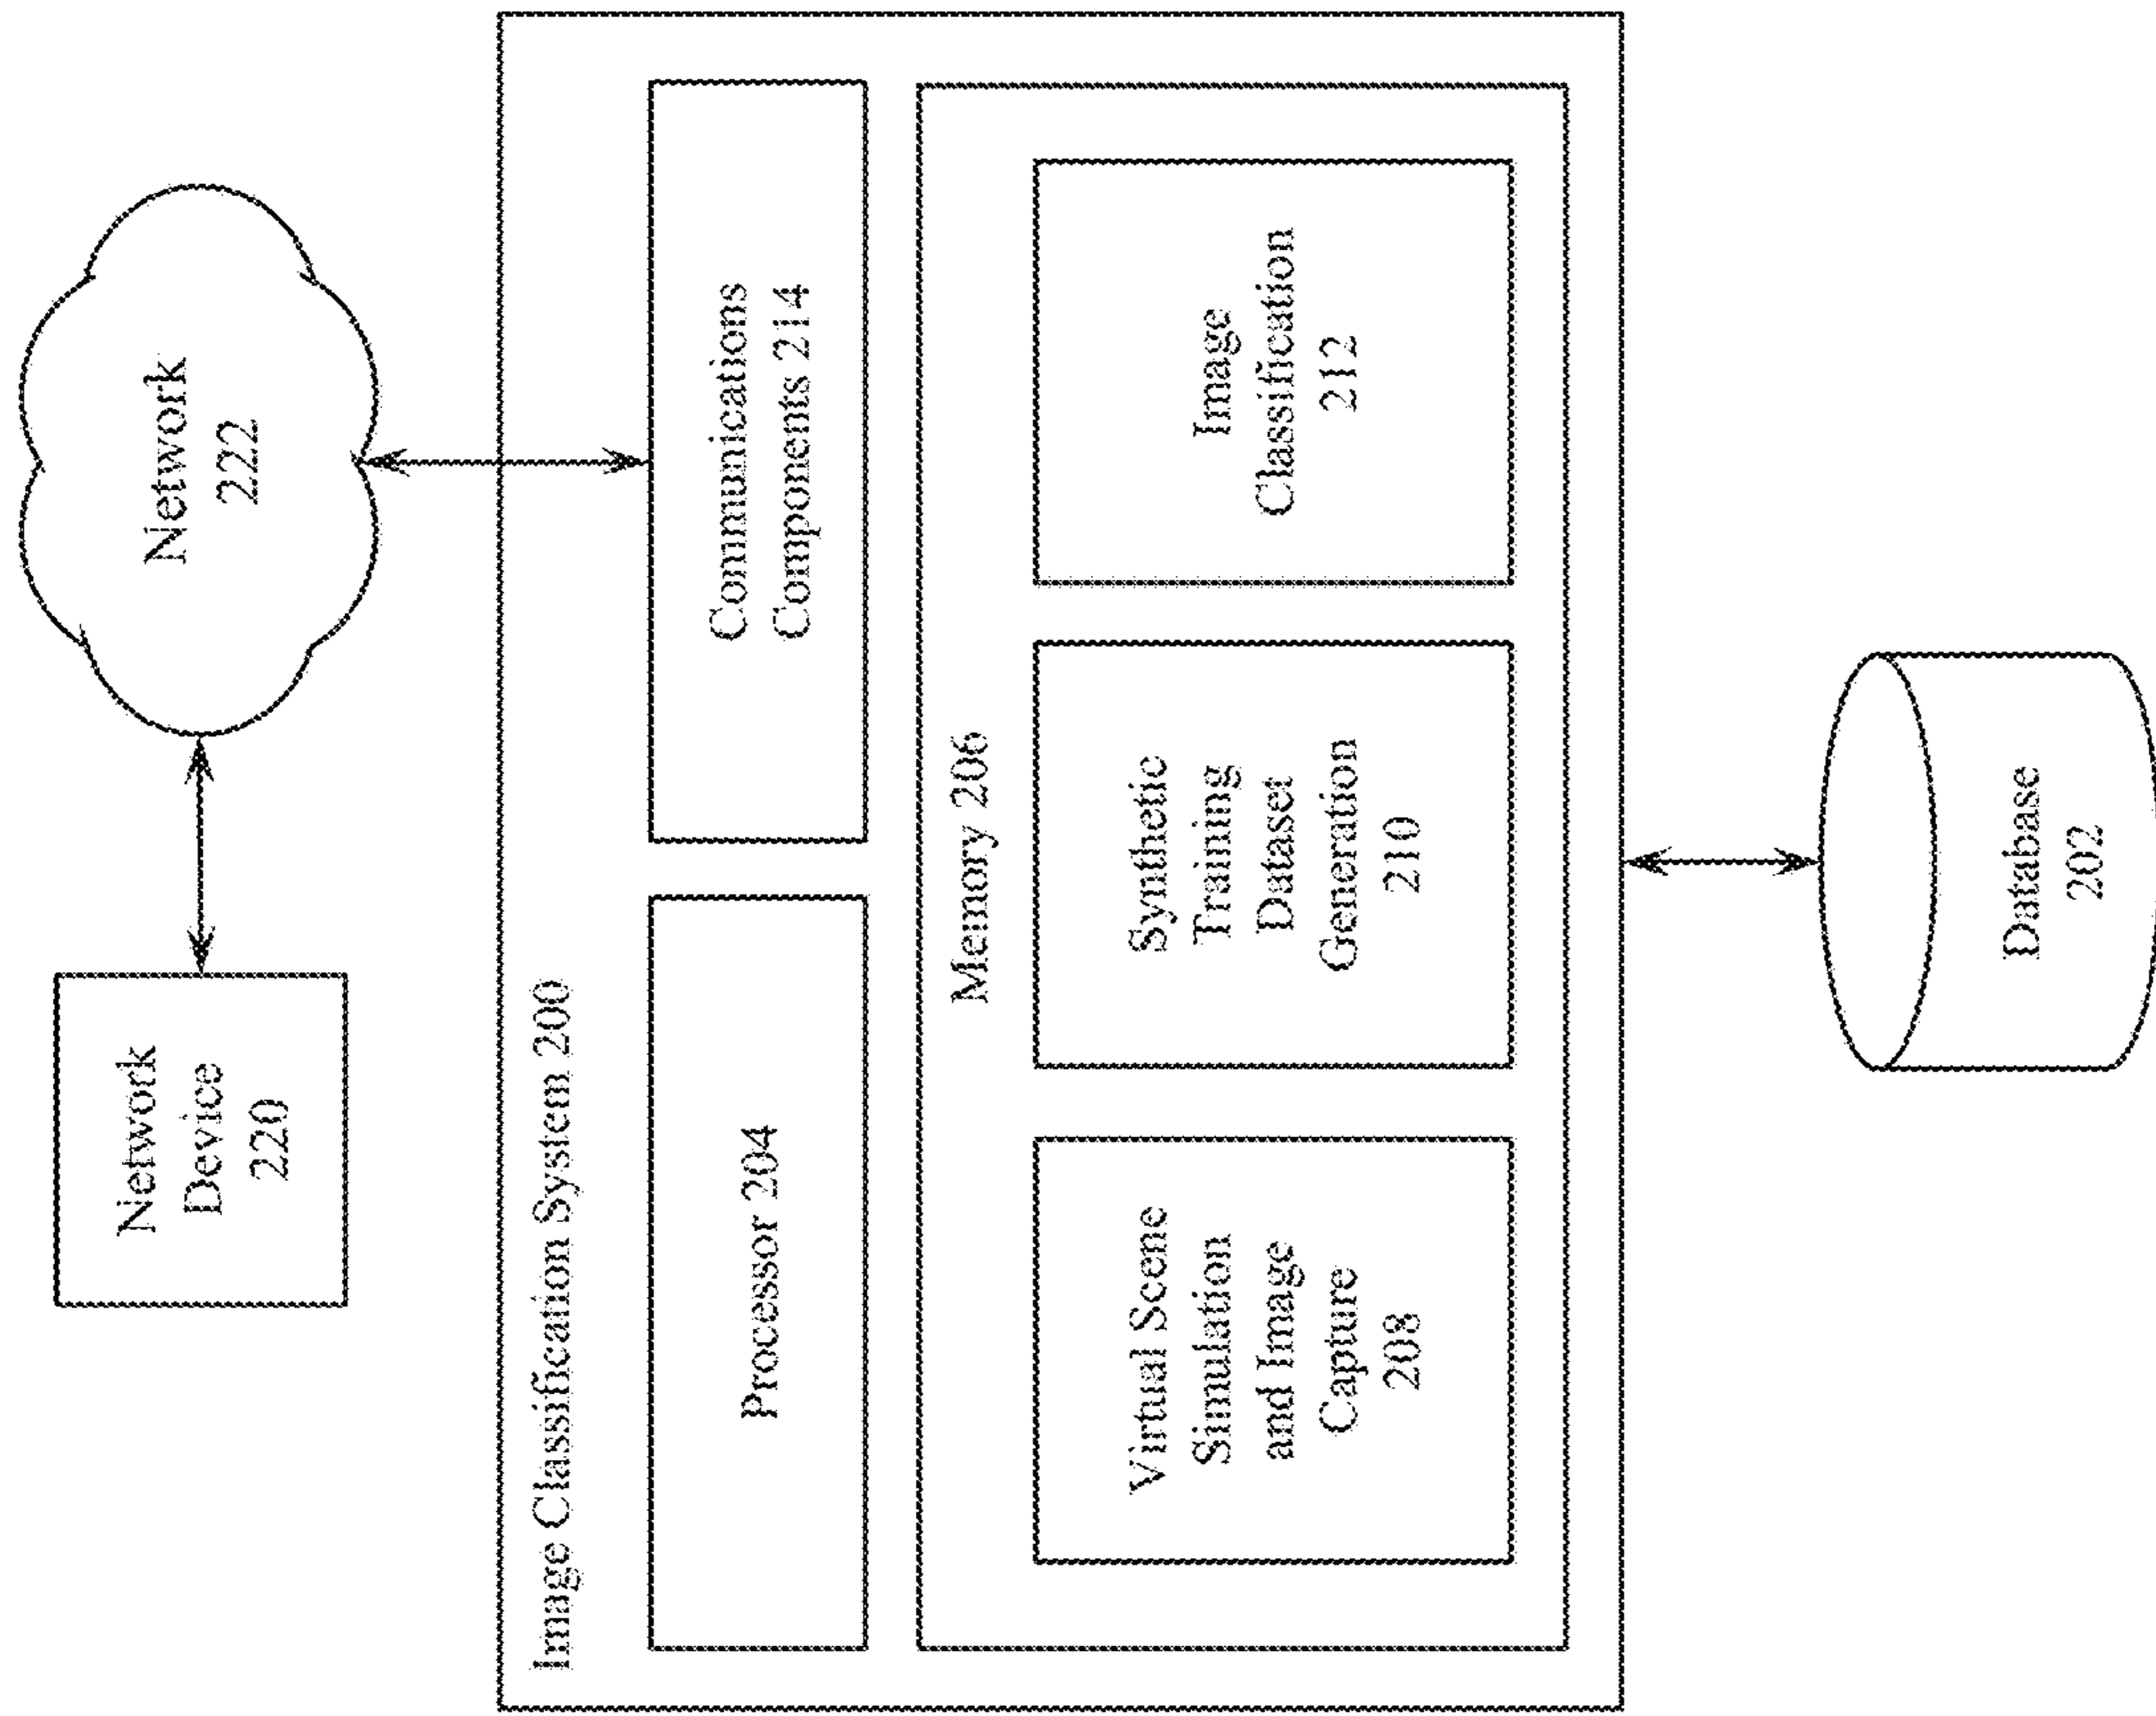 Network
Device
220
Network
222
Image Classification System 200
Processor 204
Communications
Components 214
Memory 206
Virtual Scene
Simulation
and Image
Capture
208
Synthetic
Training
Dataset
Generation
210
Image
Classification
212
Database
202